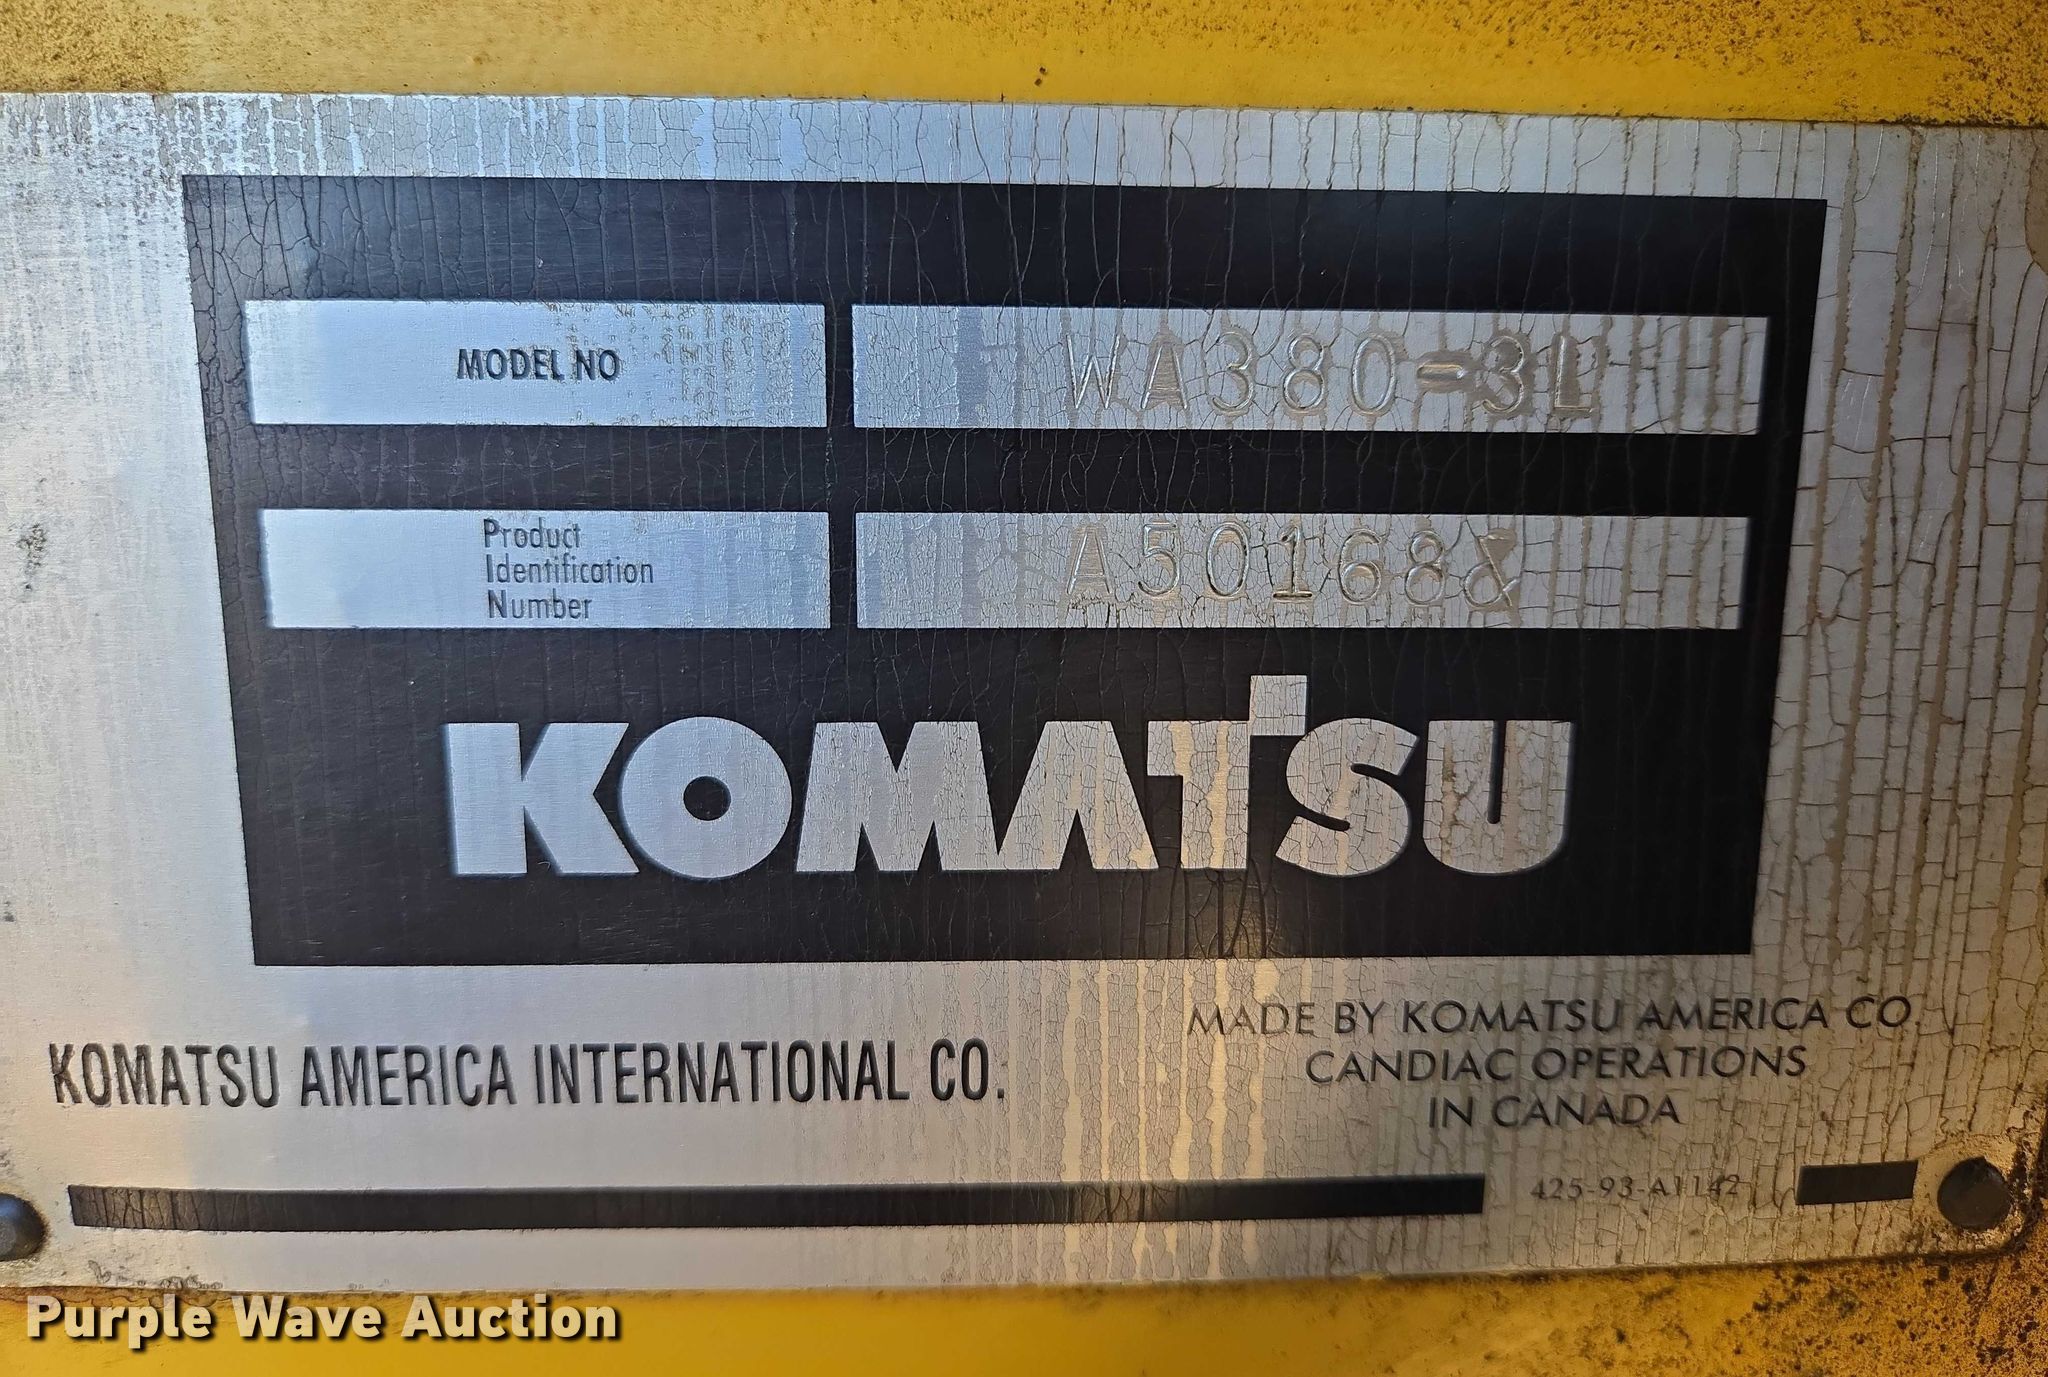 MODEL NO WA380-3L
Product
Identification
Number
A50168&
KOMATSU
KOMATSU AMERICA INTERNATIONAL CO.
MADE BY KOMATSU AMERICA CO.
CANDIAC OPERATIONS
IN CANADA
425-93-A1142
Purple Wave Auction